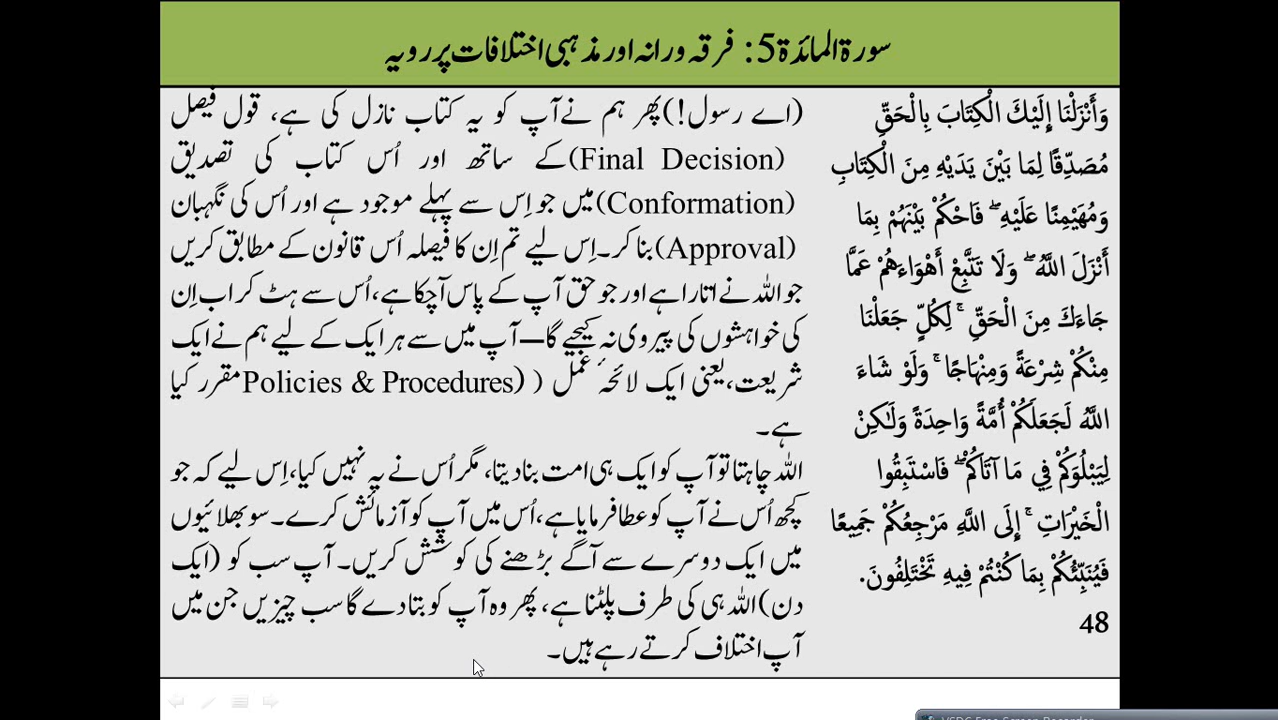 سورۃ المائدۃ 5: فرقہ ورانہ اور مذہبی اختلافات پر رویہ
وَأَنْزَلْنَا إِلَيْكَ الْكِتَابَ بِالْحَقِّ
مُصَدِّقًا لِمَا بَيْنَ يَدَيْهِ مِنَ الْكِتَابِ
وَمُهَيْمِنًا عَلَيْهِ ۖ فَاحْكُمْ بَيْنَهُمْ بِمَا
أَنْزَلَ اللَّهُ ۖ وَلَا تَتَّبِعْ أَهْوَاءَهُمْ عَمَّا
جَاءَكَ مِنَ الْحَقِّ ۚ لِكُلٍّ جَعَلْنَا
مِنْكُمْ شِرْعَةً وَمِنْهَاجًا ۚ وَلَوْ شَاءَ
اللَّهُ لَجَعَلَكُمْ أُمَّةً وَاحِدَةً وَلَٰكِنْ
لِيَبْلُوَكُمْ فِي مَا آتَاكُمْ ۖ فَاسْتَبِقُوا
الْخَيْرَاتِ ۚ إِلَى اللَّهِ مَرْجِعُكُمْ جَمِيعًا
فَيُنَبِّئُكُمْ بِمَا كُنْتُمْ فِيهِ تَخْتَلِفُونَ.
48
(اے رسول!) پھر ہم نے آپ کو یہ کتاب نازل کی ہے، قول فیصل
(Final Decision) کے ساتھ اور اُس کتاب کی تصدیق
(Conformation) میں جو اِس سے پہلے موجود ہے اور اُس کی نگہبان
(Approval) بنا کر۔ اِس لیے تم اِن کا فیصلہ اُس قانون کے مطابق کریں
جو اللہ نے اتارا ہے اور جو حق آپ کے پاس آچکا ہے، اُس سے ہٹ کر اب اِن
کی خواہشوں کی پیروی نہ کیجیے گا— آپ میں سے ہر ایک کے لیے ہم نے ایک
شریعت، یعنی ایک لائحۂ عمل ( (Policies & Procedures مقرر کیا
ہے۔
اللہ چاہتا تو آپ کو ایک ہی امت بنا دیتا، مگر اُس نے یہ نہیں کیا، اِس لیے کہ جو
کچھ اُس نے آپ کو عطا فرمایا ہے، اُس میں آپ کو آزمائش کرے۔ سو بھلائیوں
میں ایک دوسرے سے آگے بڑھنے کی کوشش کریں۔ آپ سب کو (ایک
دن) اللہ ہی کی طرف پلٹنا ہے، پھر وہ آپ کو بتا دے گا سب چیزیں جن میں
آپ اختلاف کرتے رہے ہیں۔